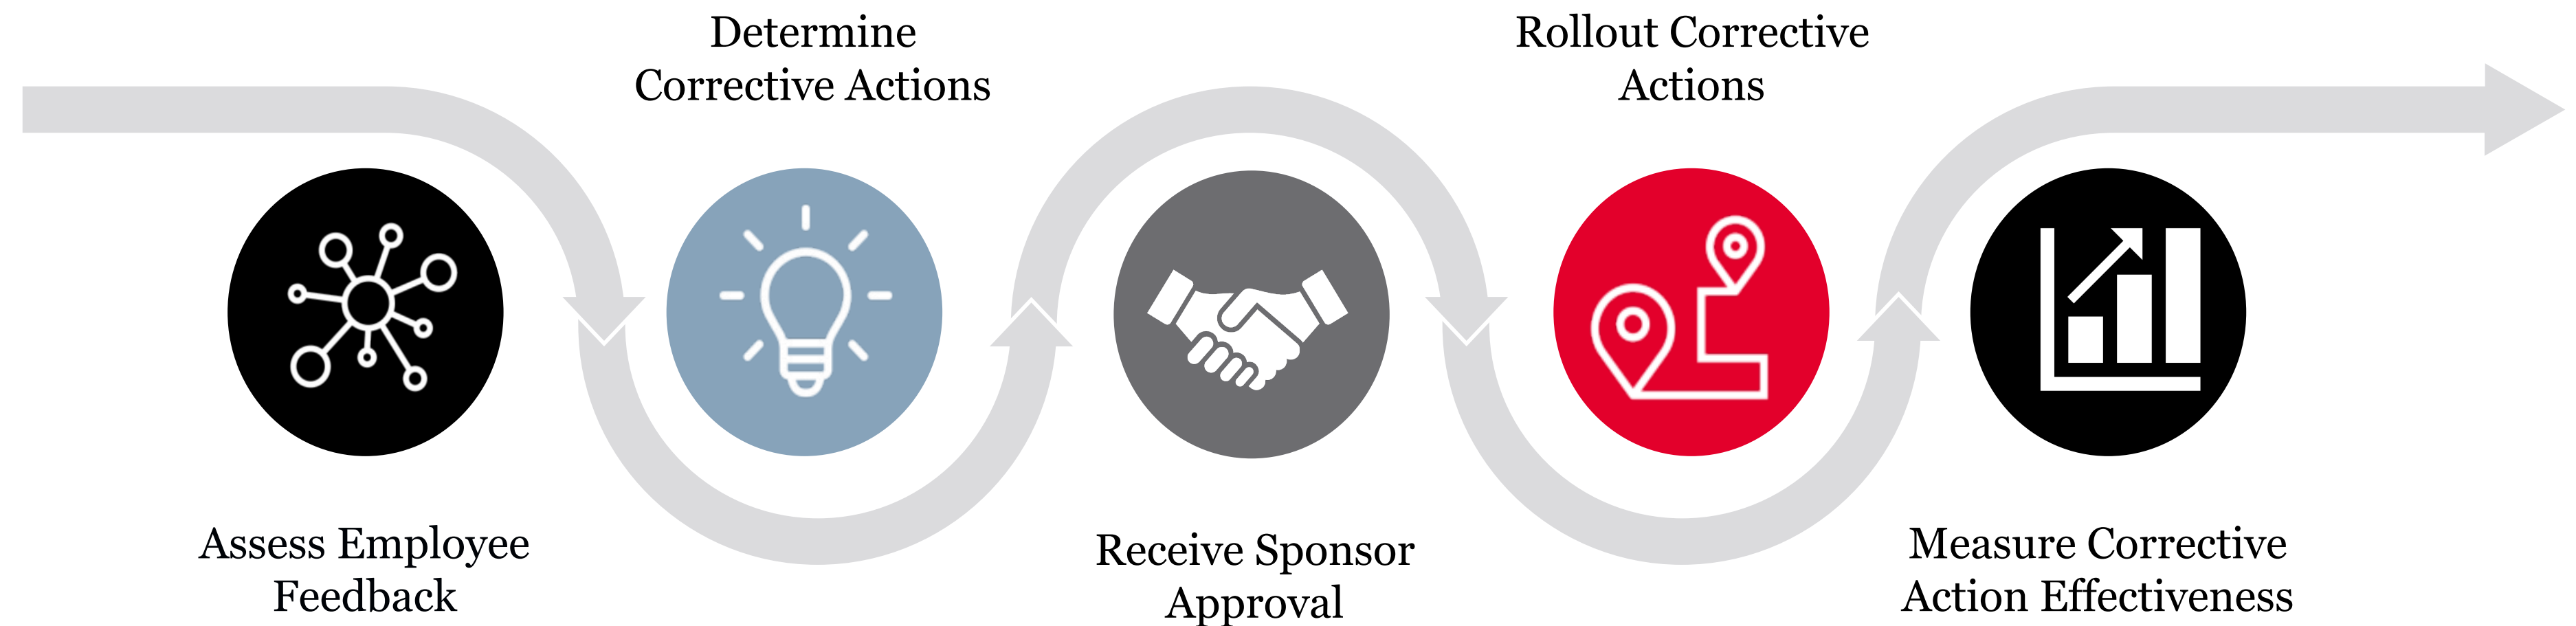 Assess Employee
Feedback
Determine
Corrective Actions
Receive Sponsor
Approval
Rollout Corrective
Actions
Measure Corrective
Action Effectiveness